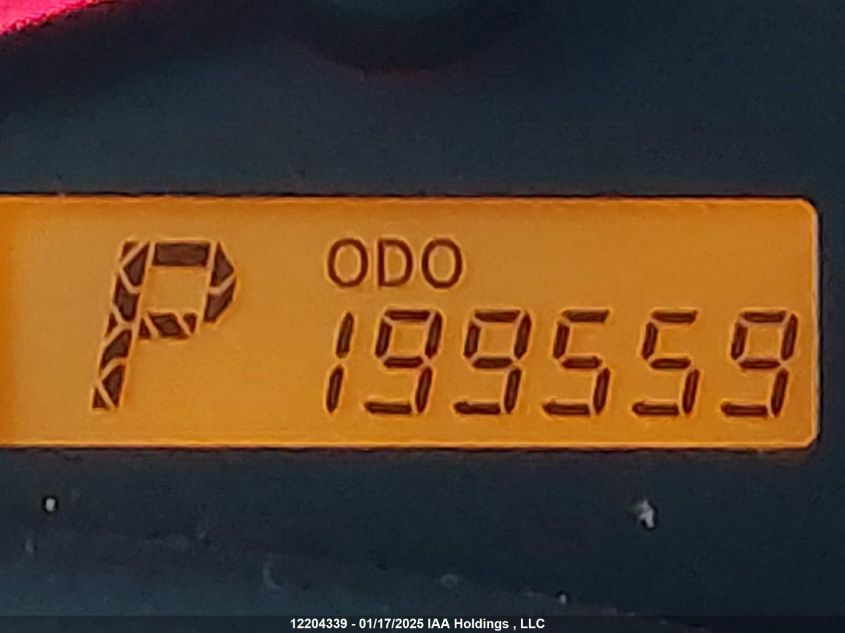 P
ODO
199559
12204339 - 01/17/2025 IAA Holdings , LLC